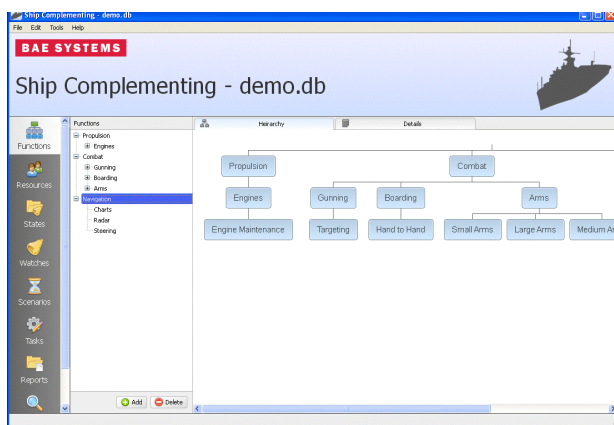 Ship Complementing - demo.db
File Edit Tools Help
BAE SYSTEMS
Ship Complementing - demo.db
Functions
Resources
States
Watches
Scenarios
Tasks
Reports
Functions
Propulsion
Engines
Combat
Gunning
Boarding
Arms
Navigation
Charts
Radar
Steering
Add Delete
Heirarchy Details
Propulsion Combat
Engines Gunning Boarding Arms
Engine Maintenance Targeting Hand to Hand Small Arms Large Arms Medium Ar